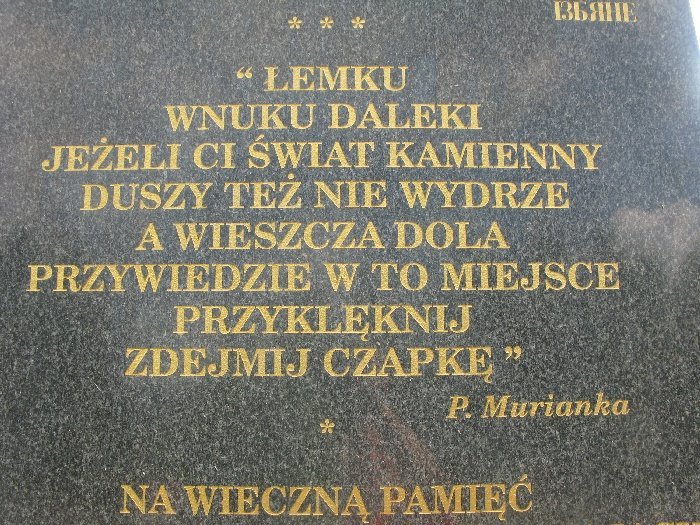 ІЗБЯНЕ
* * *
“ ŁEMKU
WNUKU DALEKI
JEŻELI CI ŚWIAT KAMIENNY
DUSZY TEŻ NIE WYDRZE
A WIESZCZA DOLA
PRZYWIEDZIE W TO MIEJSCE
PRZYKLĘKNIJ
ZDEJMIJ CZAPKĘ ”
P. Murianka
*
NA WIECZNĄ PAMIĘĆ